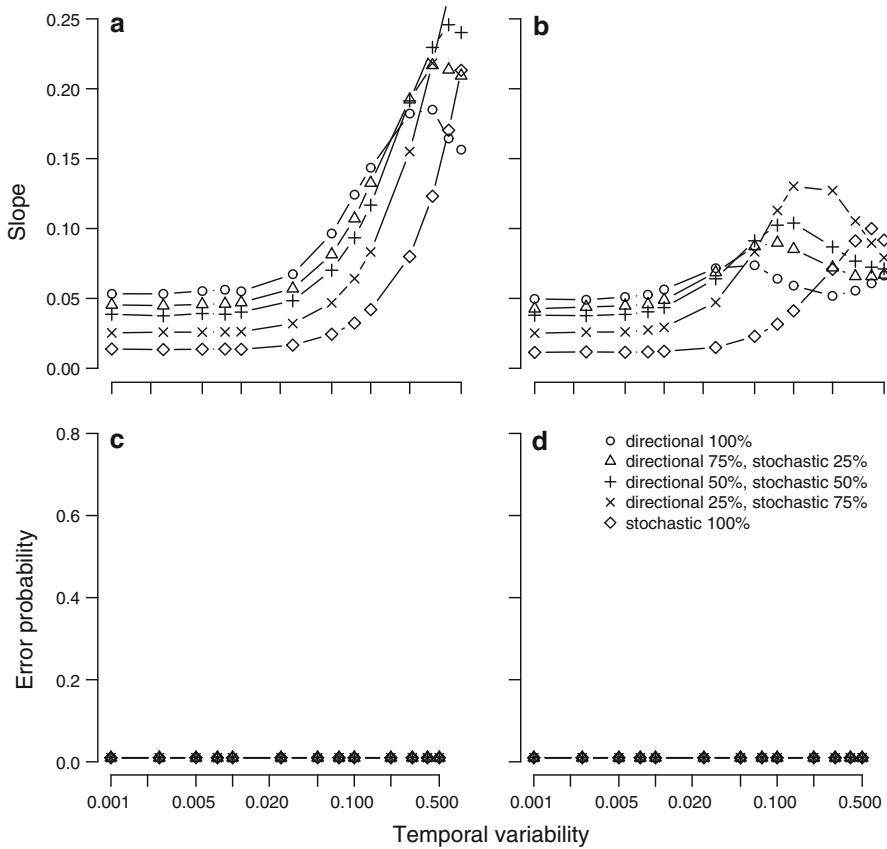 a
b
0.25
0.20
0.15
0.10
0.05
0.00
Slope
c
d
0.8
0.6
0.4
0.2
0.0
Error probability
directional 100%
directional 75%, stochastic 25%
directional 50%, stochastic 50%
directional 25%, stochastic 75%
stochastic 100%
0.001
0.005
0.020
0.100
0.500
0.001
0.005
0.020
0.100
0.500
Temporal variability